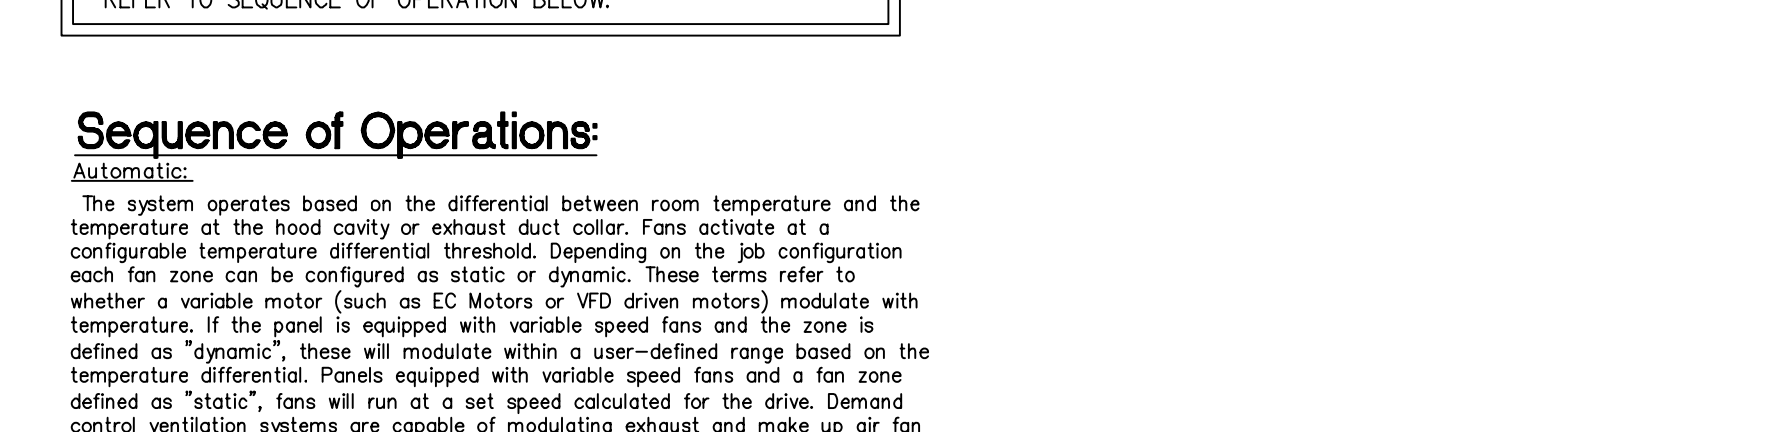 REFER TO SEQUENCE OF OPERATION BELOW.
Sequence of Operations:
Automatic:
The system operates based on the differential between room temperature and the
temperature at the hood cavity or exhaust duct collar. Fans activate at a
configurable temperature differential threshold. Depending on the job configuration
each fan zone can be configured as static or dynamic. These terms refer to
whether a variable motor (such as EC Motors or VFD driven motors) modulate with
temperature. If the panel is equipped with variable speed fans and the zone is
defined as "dynamic", these will modulate within a user-defined range based on the
temperature differential. Panels equipped with variable speed fans and a fan zone
defined as "static", fans will run at a set speed calculated for the drive. Demand
control ventilation systems are capable of modulating exhaust and make up air fan